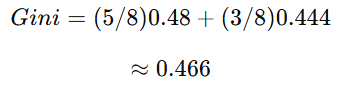 Gini = (5/8)0.48 + (3/8)0.444
≈ 0.466